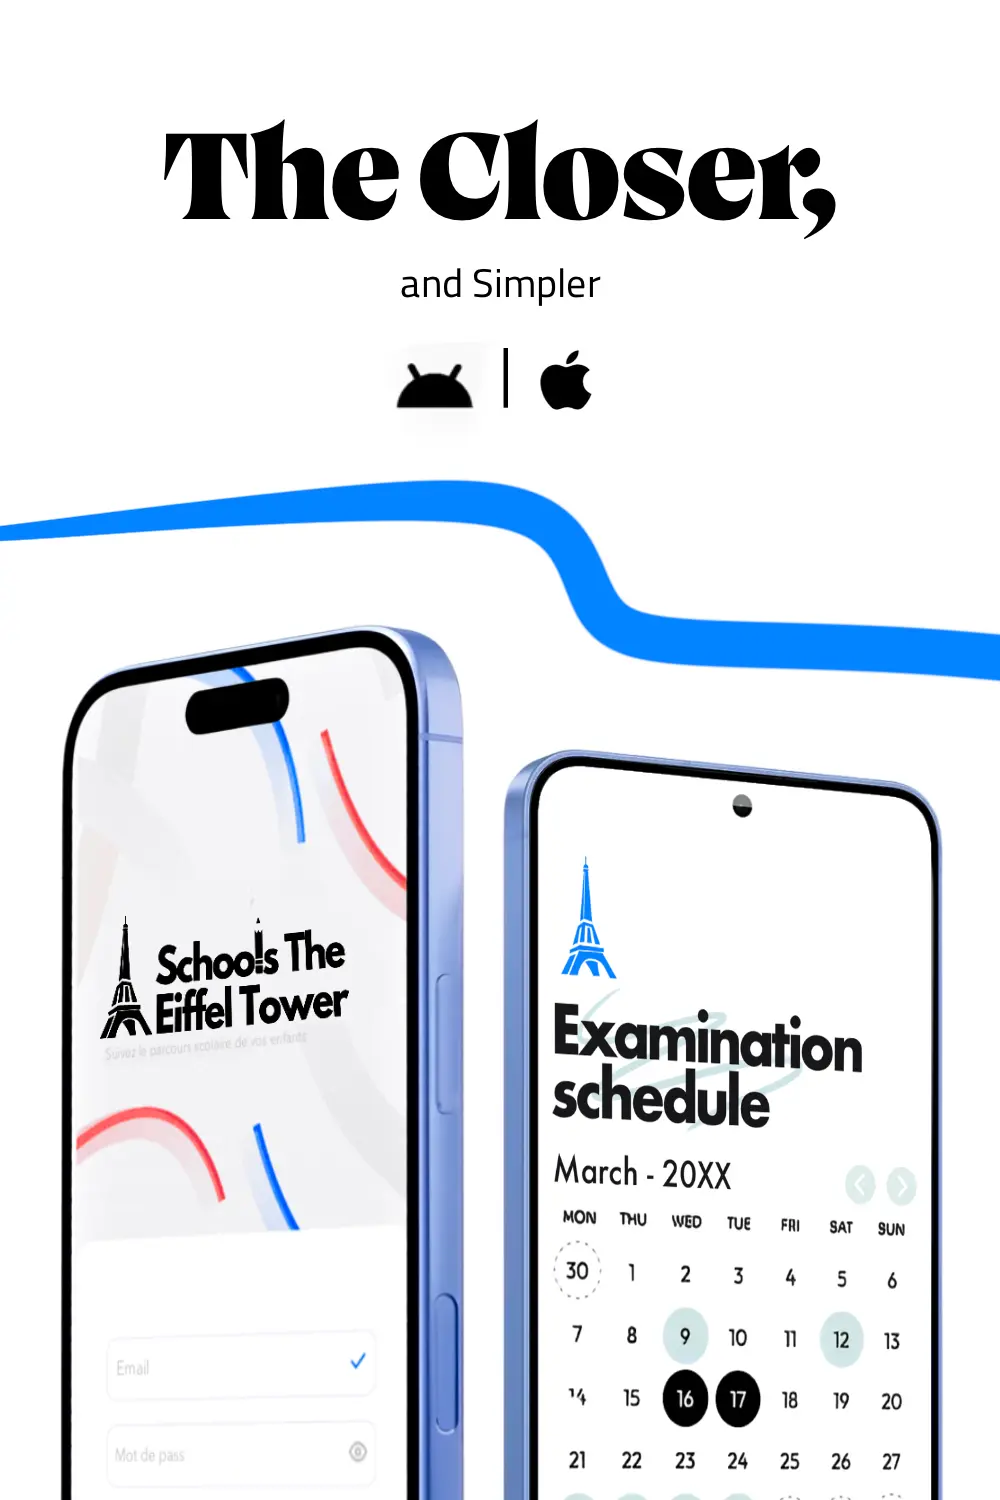 The Closer,
and Simpler
Schools The
Eiffel Tower
Suivez le parcours scolaire de vos enfants
Email
Mot de pass
Examination
schedule
March - 20XX
MON THU WED TUE FRI SAT SUN
30 1 2 3 4 5 6
7 8 9 10 11 12 13
14 15 16 17 18 19 20
21 22 23 24 25 26 27